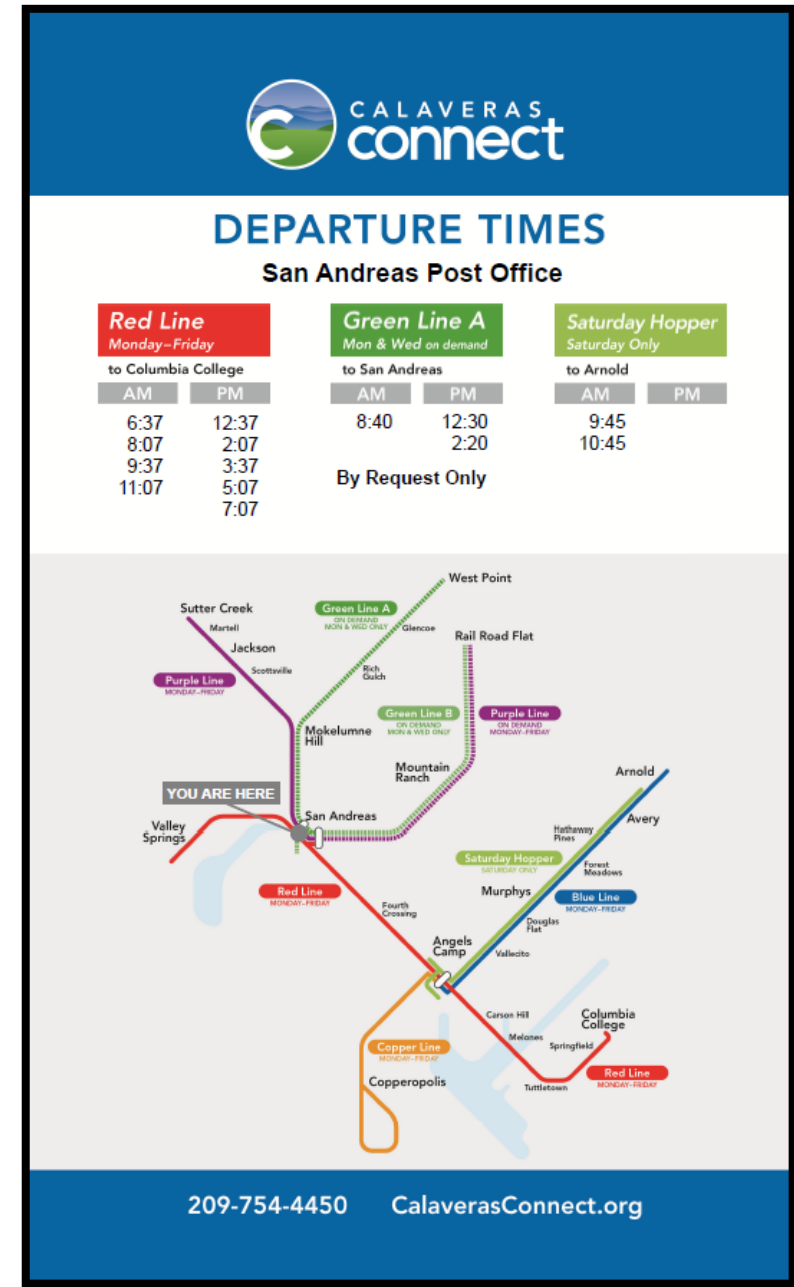 CALAVERAS
connect
DEPARTURE TIMES
San Andreas Post Office
Red Line
Monday–Friday
to Columbia College
AM PM
6:37 12:37
8:07 2:07
9:37 3:37
11:07 5:07
7:07
Green Line A
Mon & Wed on demand
to San Andreas
AM PM
8:40 12:30
2:20
By Request Only
Saturday Hopper
Saturday Only
to Arnold
AM PM
9:45
10:45
West Point
Sutter Creek
Green Line A
ON DEMAND
MON & WED ONLY
Martell
Glencoe
Rail Road Flat
Jackson
Scottsville
Rich
Gulch
Purple Line
MONDAY–FRIDAY
Green Line B
ON DEMAND
MON & WED ONLY
Purple Line
ON DEMAND
MONDAY–FRIDAY
Mokelumne
Hill
Mountain
Ranch
Arnold
YOU ARE HERE
San Andreas
Valley
Springs
Avery
Hathaway
Pines
Saturday Hopper
SATURDAY ONLY
Forest
Meadows
Red Line
MONDAY–FRIDAY
Murphys
Blue Line
MONDAY–FRIDAY
Fourth
Crossing
Douglas
Flat
Angels
Camp
Vallecito
Carson Hill
Columbia
College
Melones
Springfield
Copper Line
MONDAY–FRIDAY
Red Line
MONDAY–FRIDAY
Copperopolis
Tuttletown
209-754-4450 CalaverasConnect.org